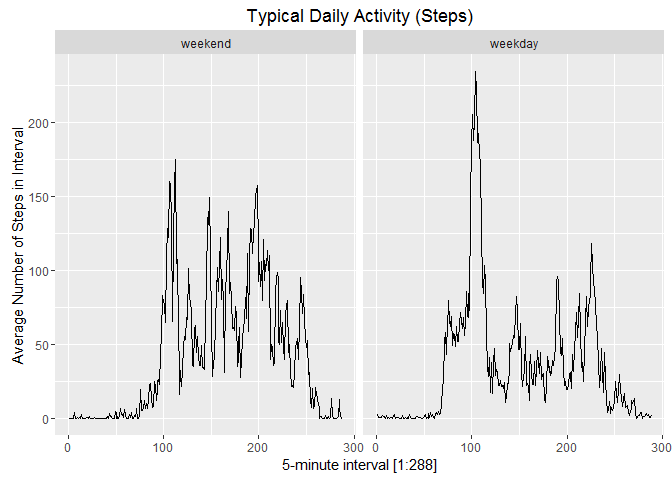 Typical Daily Activity (Steps)
weekend weekday
Average Number of Steps in Interval
200
150
100
50
0
0 100 200 300 0 100 200 300
5-minute interval [1:288]